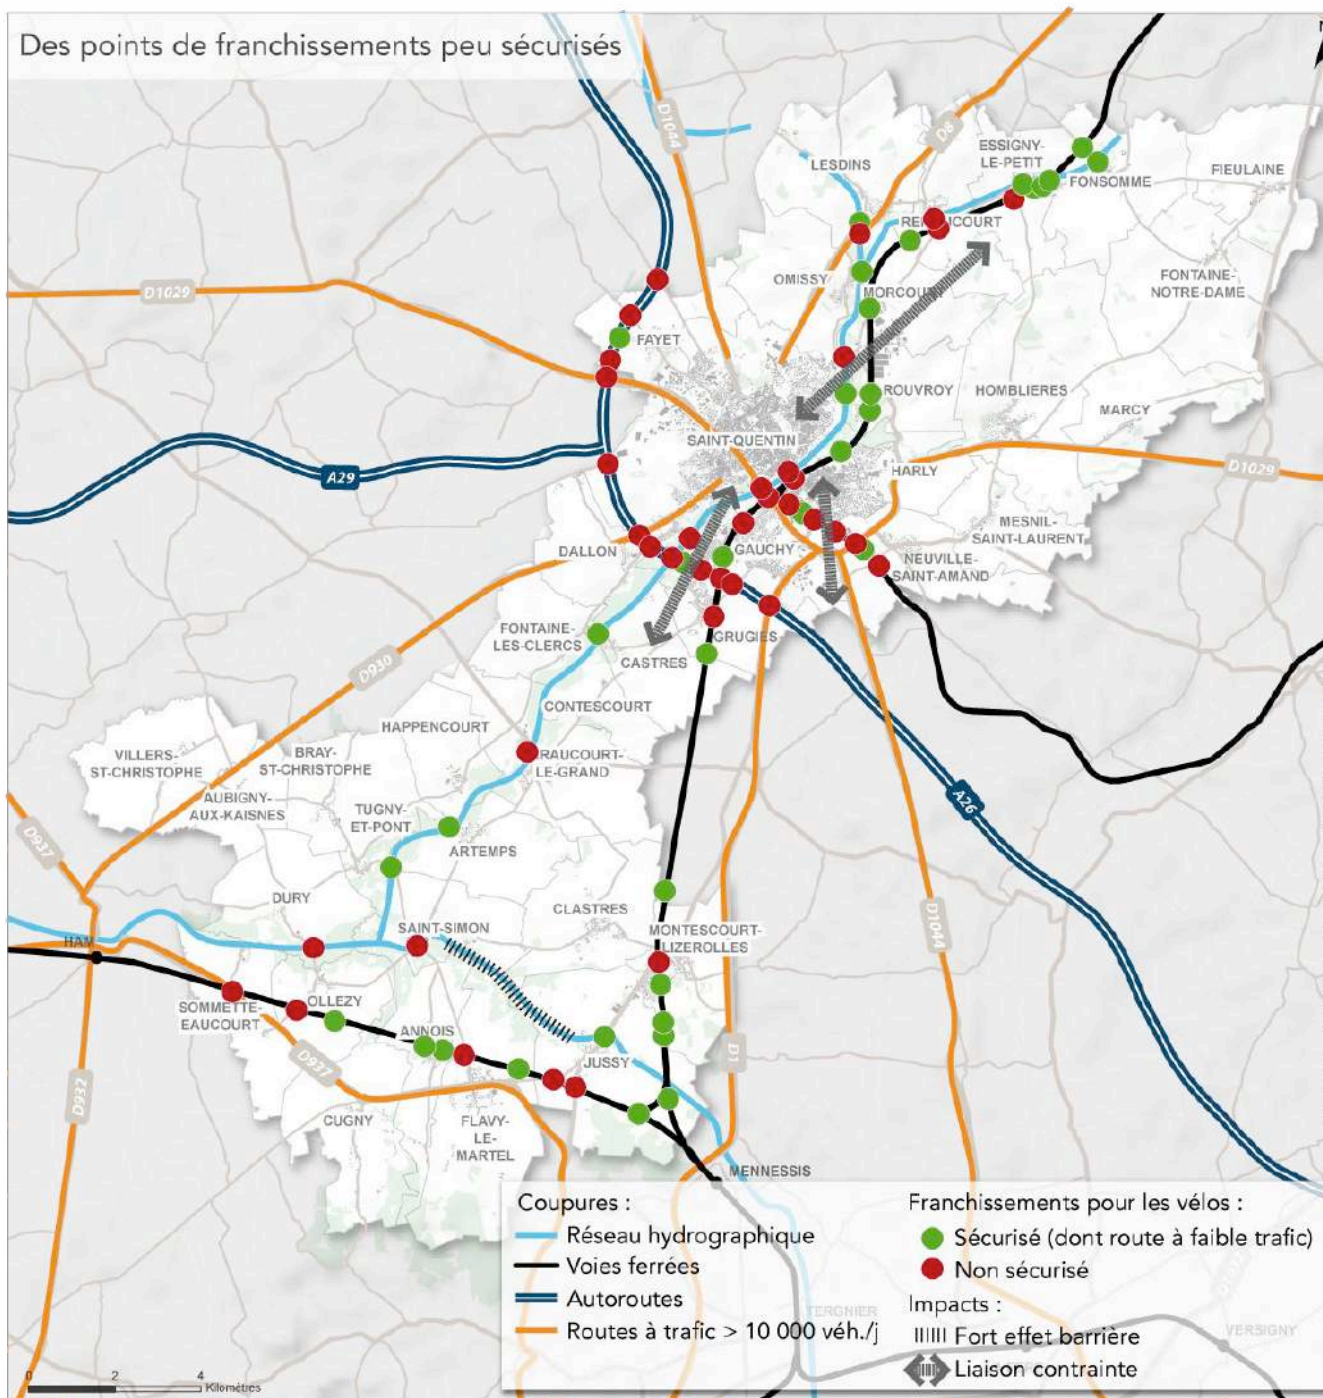 Des points de franchissements peu sécurisés
D1044
D8
ESSIGNY-
LE-PETIT
LESDINS
FONSOMME
FIEULAINE
OMISSY
MORCOURT
FONTAINE-
NOTRE-DAME
D1029
FAYET
ROUVROY
HOMBLIERES
MARCY
SAINT-QUENTIN
HARLY
D1029
A29
MESNIL-
SAINT-LAURENT
DALLON
GAUCHY
NEUVILLE-
SAINT-AMAND
FONTAINE-
LES-CLERCS
GRUGIES
CASTRES
D930
CONTESCOURT
HAPPENCOURT
VILLERS-
ST-CHRISTOPHE
BRAY-
ST-CHRISTOPHE
RAUCOURT-
LE-GRAND
AUBIGNY-
AUX-KAISNES
TUGNY-
ET-PONT
A26
D937
ARTEMPS
DURY
CLASTRES
SAINT-SIMON
MONTESCOURT-
LIZEROLLES
D1044
HAM
SOMMETTE-
EAUCOURT
OLLEZY
ANNOIS
JUSSY
D1
D937
D932
CUGNY
FLAVY-
LE-
MARTEL
MENNESSIS
Coupures :
Réseau hydrographique
Voies ferrées
Autoroutes
Routes à trafic > 10 000 véh./j
Franchissements pour les vélos :
Sécurisé (dont route à faible trafic)
Non sécurisé
Impacts :
Fort effet barrière
Liaison contrainte
TERGNIER
VERSIGNY
0 2 4
Kilomètres